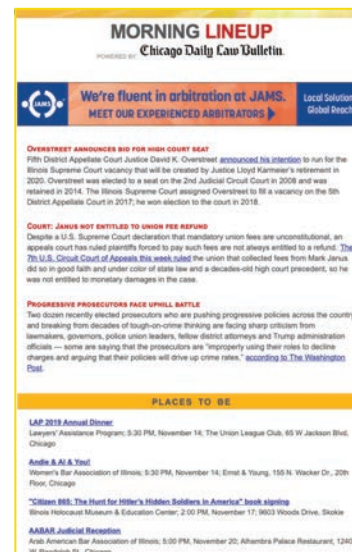 MORNING LINEUP
POWERED BY Chicago Daily Law Bulletin.
JAMS
We're fluent in arbitration at JAMS.
MEET OUR EXPERIENCED ARBITRATORS
Local Solution
Global Reach
OVERSTREET ANNOUNCES BID FOR HIGH COURT SEAT
Fifth District Appellate Court Justice David K. Overstreet announced his intention to run for the
Illinois Supreme Court vacancy that will be created by Justice Lloyd Karmeier's retirement in
2020. Overstreet was elected to a seat on the 2nd Judicial Circuit Court in 2008 and was
retained in 2014. The Illinois Supreme Court assigned Overstreet to fill a vacancy on the 5th
District Appellate Court in 2017; he won election to the court in 2018.
COURT: JANUS NOT ENTITLED TO UNION FEE REFUND
Despite a U.S. Supreme Court declaration that mandatory union fees are unconstitutional, an
appeals court has ruled plaintiffs forced to pay such fees are not always entitled to a refund. The
7th U.S. Circuit Court of Appeals this week ruled the union that collected fees from Mark Janus
did so in good faith and under color of state law and a decades-old high court precedent, so he
was not entitled to monetary damages in the case.
PROGRESSIVE PROSECUTORS FACE UPHILL BATTLE
Two dozen recently elected prosecutors who are pushing progressive policies across the country
and breaking from decades of tough-on-crime thinking are facing sharp criticism from
lawmakers, governors, police union leaders, fellow district attorneys and Trump administration
officials — some are saying that the prosecutors are "improperly using their roles to decline
charges and arguing that their policies will drive up crime rates," according to The Washington
Post.
PLACES TO BE
LAP 2019 Annual Dinner
Lawyers' Assistance Program; 5:30 PM, November 14; The Union League Club, 65 W Jackson Blvd,
Chicago
Andie & Al & You!
Women's Bar Association of Illinois; 5:30 PM, November 14; Ernst & Young, 155 N. Wacker Dr., 20th
Floor, Chicago
"Citizen 865: The Hunt for Hitler's Hidden Soldiers in America" book signing
Illinois Holocaust Museum & Education Center; 2:00 PM, November 17; 9603 Woods Drive, Skokie
AABAR Judicial Reception
Arab American Bar Association of Illinois; 5:00 PM, November 20; Alhambra Palace Restaurant, 1240
W. Randolph St., Chicago